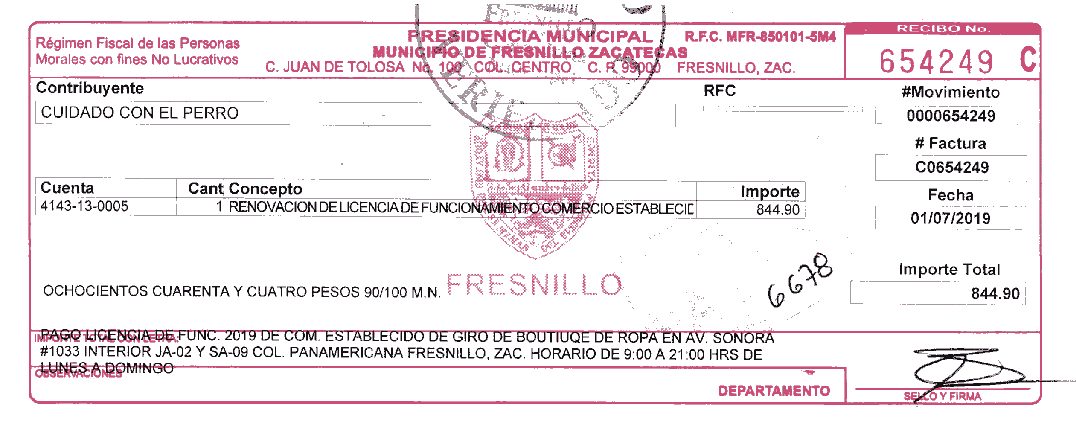 Régimen Fiscal de las Personas
Morales con fines No Lucrativos
PRESIDENCIA MUNICIPAL R.F.C. MFR-850101-5M4
MUNICIPIO DE FRESNILLO ZACATECAS
C. JUAN DE TOLOSA No. 100 COL. CENTRO C. P. 99000 FRESNILLO, ZAC.
RECIBO No.
654249 C
Contribuyente
RFC
CUIDADO CON EL PERRO
#Movimiento
0000654249
# Factura
C0654249
Fecha
01/07/2019
Cuenta Cant Concepto Importe
4143-13-0005 1 RENOVACION DE LICENCIA DE FUNCIONAMIENTO COMERCIO ESTABLECID 844.90
FRESNILLO
6678
Importe Total
844.90
OCHOCIENTOS CUARENTA Y CUATRO PESOS 90/100 M.N.
IMPORTE TOTAL CON LETRA
PAGO LICENCIA DE FUNC. 2019 DE COM. ESTABLECIDO DE GIRO DE BOUTIUQE DE ROPA EN AV. SONORA
#1033 INTERIOR JA-02 Y SA-09 COL. PANAMERICANA FRESNILLO, ZAC. HORARIO DE 9:00 A 21:00 HRS DE
LUNES A DOMINGO
OBSERVACIONES
DEPARTAMENTO
SELLO Y FIRMA